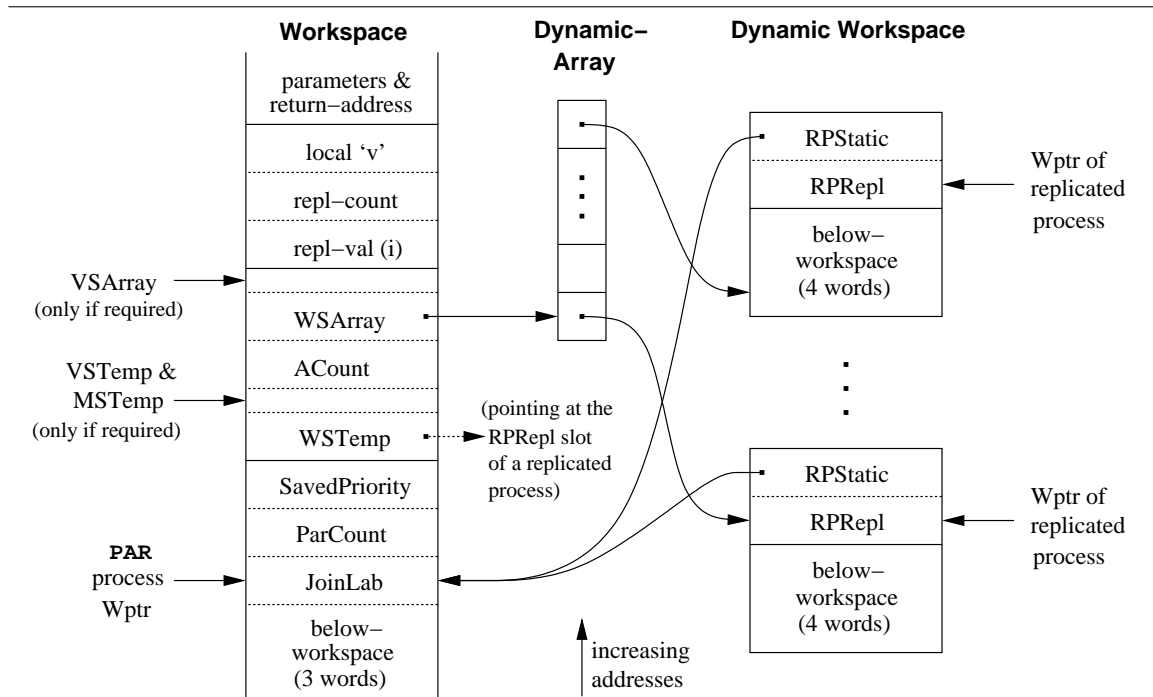 Workspace
Dynamic–
Array
Dynamic Workspace
parameters &
return–address
local ‘v’
repl–count
repl–val (i)
VSArray
(only if required)
WSArray
ACount
VSTemp &
MSTemp
(only if required)
WSTemp
(pointing at the
RPRepl slot
of a replicated
process)
SavedPriority
ParCount
PAR
process
Wptr
JoinLab
below–
workspace
(3 words)
increasing
addresses
RPStatic
RPRepl
below–
workspace
(4 words)
Wptr of
replicated
process
RPStatic
RPRepl
below–
workspace
(4 words)
Wptr of
replicated
process